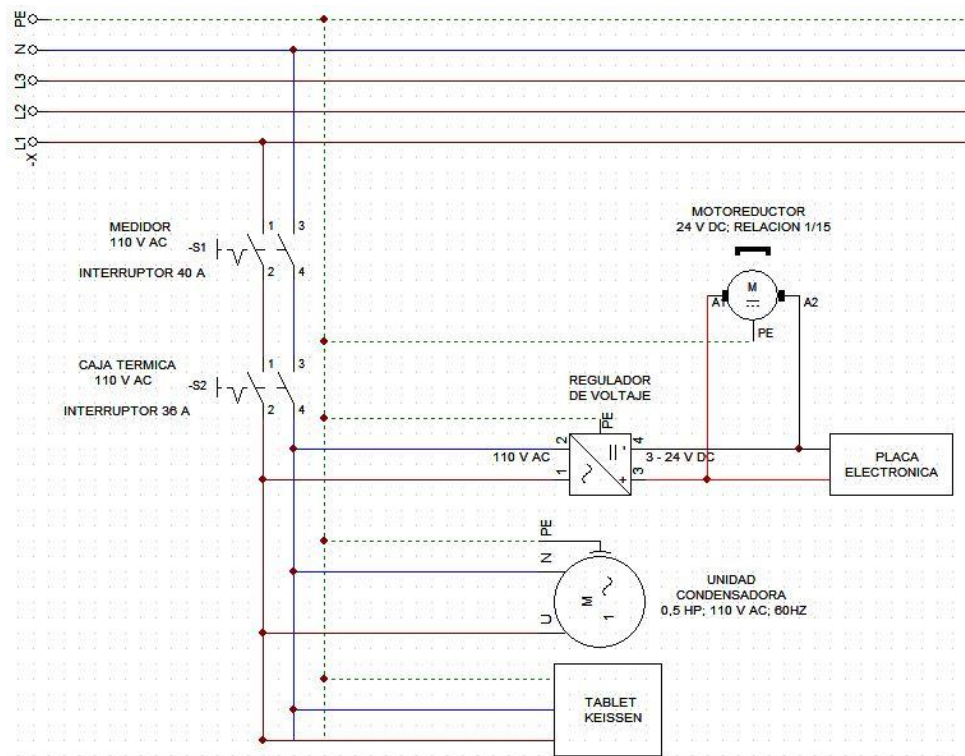 PE
N
L3
L2
L1
-X
MEDIDOR
110 V AC
INTERRUPTOR 40 A
-S1
1
3
2
4
CAJA TERMICA
110 V AC
INTERRUPTOR 36 A
-S2
1
3
2
4
MOTOREDUCTOR
24 V DC; RELACION 1/15
M
A1
A2
PE
REGULADOR
DE VOLTAJE
PE
110 V AC
2
1
4
3
-
+
3 - 24 V DC
PLACA
ELECTRONICA
PE
N
U
M
1
UNIDAD
CONDENSADORA
0,5 HP; 110 V AC; 60HZ
TABLET
KEISSEN